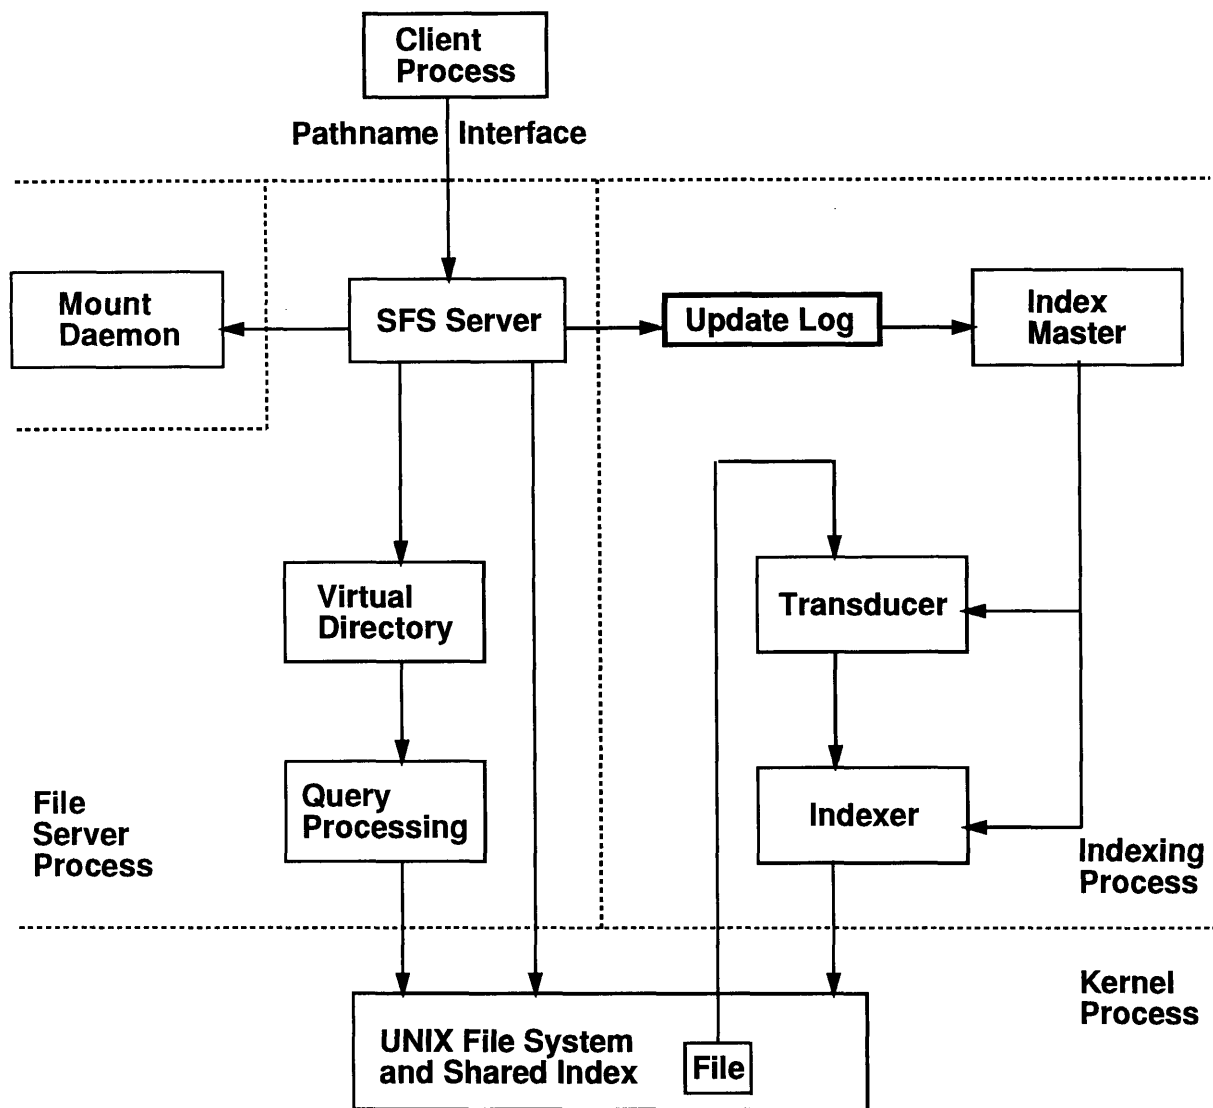 Client
Process
Pathname Interface
Mount
Daemon
SFS Server
Update Log
Index
Master
Virtual
Directory
Transducer
Query
Processing
Indexer
File
Server
Process
Indexing
Process
Kernel
Process
UNIX File System
and Shared Index
File